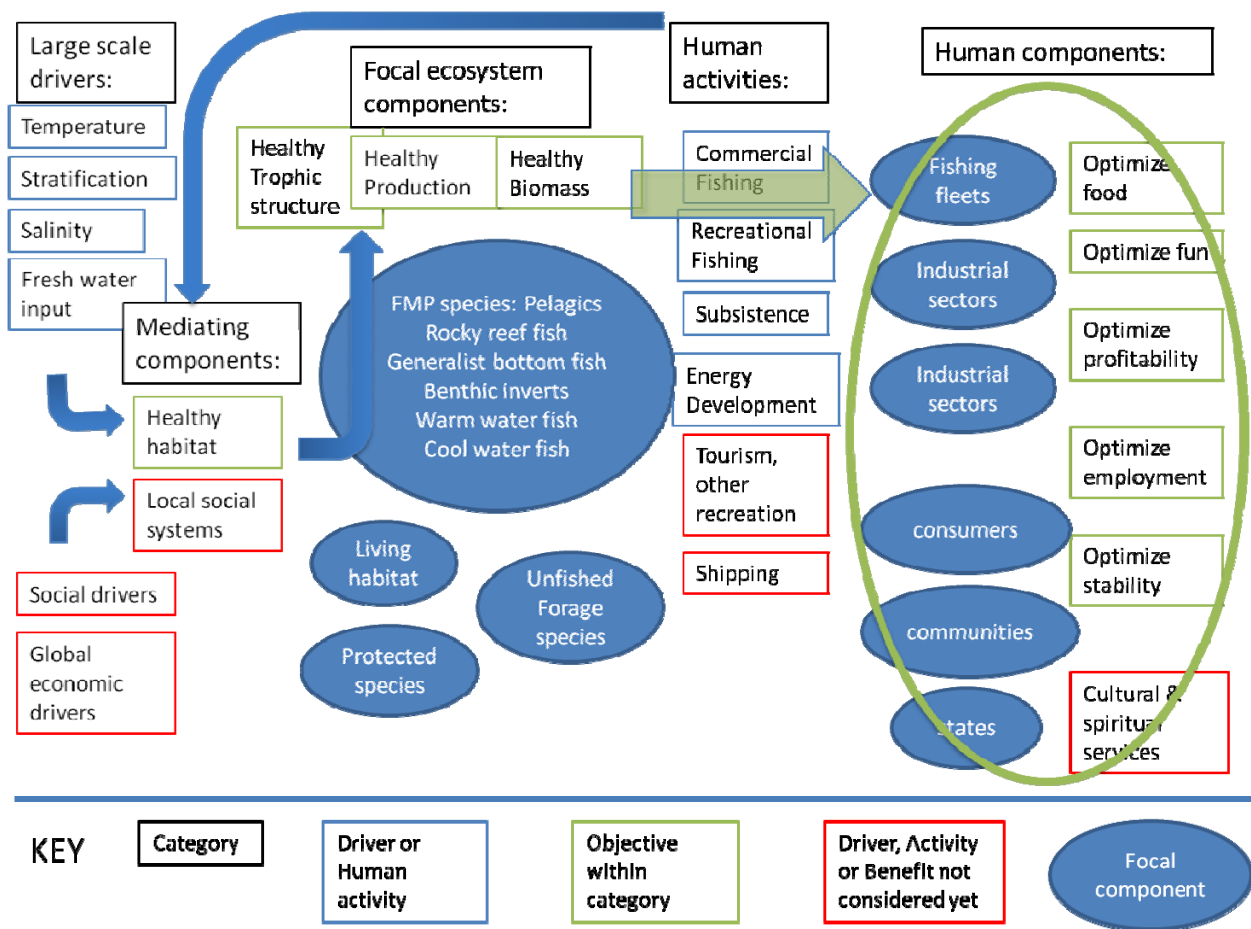 Large scale
drivers:
Temperature
Stratification
Salinity
Fresh water
input
Mediating
components:
Healthy
habitat
Local social
systems
Social drivers
Global
economic
drivers
Focal ecosystem
components:
Healthy
Trophic
structure
Healthy
Production
Healthy
Biomass
FMP species: Pelagics
Rocky reef fish
Generalist bottom fish
Benthic inverts
Warm water fish
Cool water fish
Living
habitat
Unfished
Forage
species
Protected
species
Human
activities:
Commercial
Fishing
Recreational
Fishing
Subsistence
Energy
Development
Tourism,
other
recreation
Shipping
Human components:
Fishing
fleets
Industrial
sectors
Industrial
sectors
consumers
communities
states
Optimize
food
Optimize fun
Optimize
profitability
Optimize
employment
Optimize
stability
Cultural &
spiritual
services
KEY
Category
Driver or
Human
activity
Objective
within
category
Driver, Activity
or Benefit not
considered yet
Focal
component